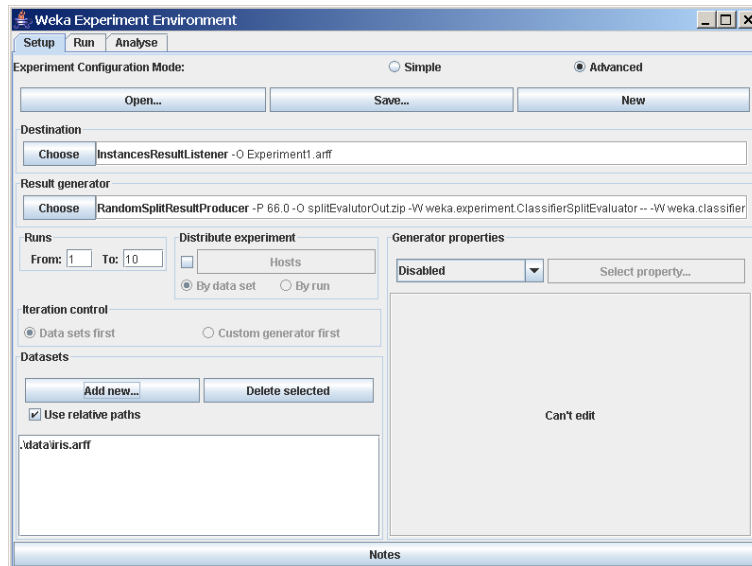 Weka Experiment Environment
Setup Run Analyse
Experiment Configuration Mode: Simple Advanced
Open... Save... New
Destination
Choose InstancesResultListener -O Experiment1.arff
Result generator
Choose RandomSplitResultProducer -P 66.0 -O splitEvalutorOut.zip -W weka.experiment.ClassifierSplitEvaluator -- -W weka.classifier
Runs
From: 1 To: 10
Distribute experiment
Hosts
By data set By run
Generator properties
Disabled Select property...
Can't edit
Iteration control
Data sets first Custom generator first
Datasets
Add new... Delete selected
Use relative paths
.\data\iris.arff
Notes